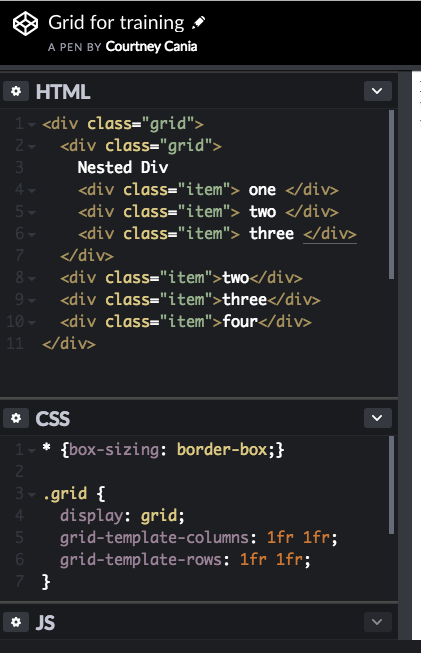 Grid for training
A PEN BY Courtney Cania
HTML
1 <div class="grid">
2 <div class="grid">
3 Nested Div
4 <div class="item"> one </div>
5 <div class="item"> two </div>
6 <div class="item"> three </div>
7 </div>
8 <div class="item">two</div>
9 <div class="item">three</div>
10 <div class="item">four</div>
11 </div>
CSS
1 * {box-sizing: border-box;}
2
3 .grid {
4 display: grid;
5 grid-template-columns: 1fr 1fr;
6 grid-template-rows: 1fr 1fr;
7 }
JS